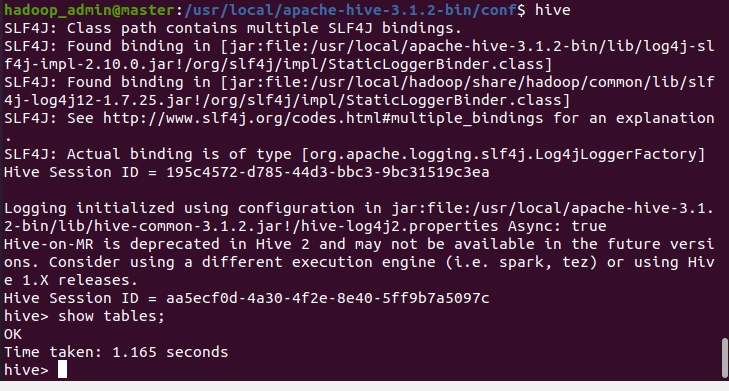 hadoop_admin@master:/usr/local/apache-hive-3.1.2-bin/conf$ hive
SLF4J: Class path contains multiple SLF4J bindings.
SLF4J: Found binding in [jar:file:/usr/local/apache-hive-3.1.2-bin/lib/log4j-sl
f4j-impl-2.10.0.jar!/org/slf4j/impl/StaticLoggerBinder.class]
SLF4J: Found binding in [jar:file:/usr/local/hadoop/share/hadoop/common/lib/slf
4j-log4j12-1.7.25.jar!/org/slf4j/impl/StaticLoggerBinder.class]
SLF4J: See http://www.slf4j.org/codes.html#multiple_bindings for an explanation
.
SLF4J: Actual binding is of type [org.apache.logging.slf4j.Log4jLoggerFactory]
Hive Session ID = 195c4572-d785-44d3-bbc3-9bc31519c3ea

Logging initialized using configuration in jar:file:/usr/local/apache-hive-3.1.
2-bin/lib/hive-common-3.1.2.jar!/hive-log4j2.properties Async: true
Hive-on-MR is deprecated in Hive 2 and may not be available in the future versi
ons. Consider using a different execution engine (i.e. spark, tez) or using Hiv
e 1.X releases.
Hive Session ID = aa5ecf0d-4a30-4f2e-8e40-5ff9b7a5097c
hive> show tables;
OK
Time taken: 1.165 seconds
hive>